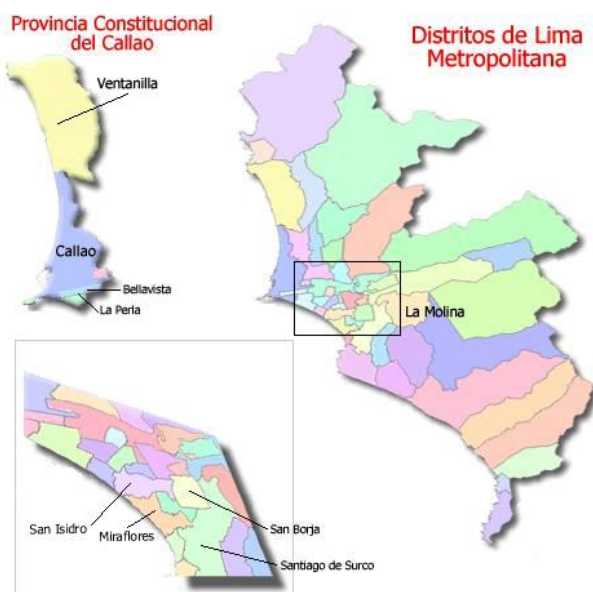 Provincia Constitucional
del Callao
Distritos de Lima
Metropolitana
Ventanilla
Callao
Bellavista
La Perla
La Molina
San Isidro
Miraflores
San Borja
Santiago de Surco